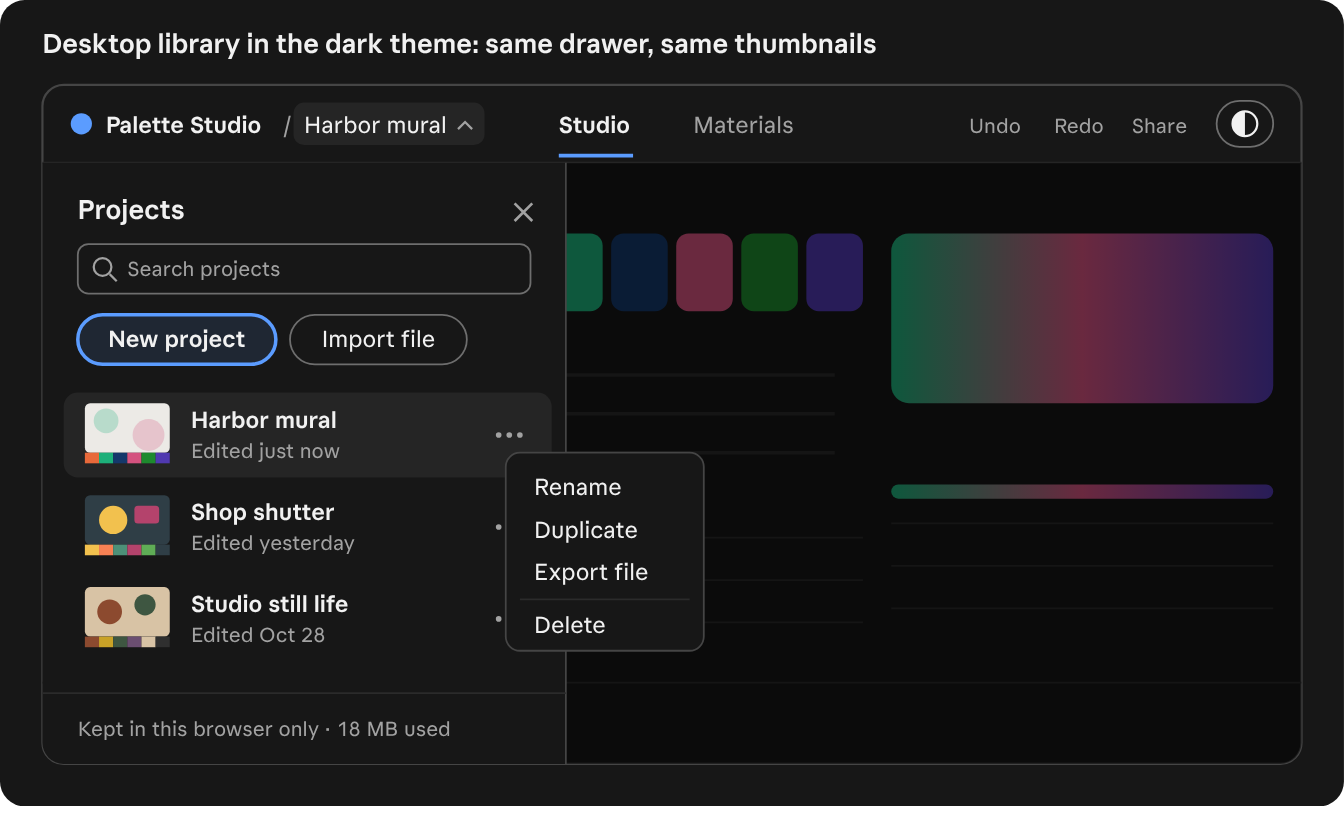 Desktop library in the dark theme: same drawer, same thumbnails
Palette Studio / Harbor mural Studio Materials Undo Redo Share
Projects
Search projects
New project Import file
Harbor mural
Edited just now
Shop shutter
Edited yesterday
Studio still life
Edited Oct 28
Rename
Duplicate
Export file
Delete
Kept in this browser only · 18 MB used